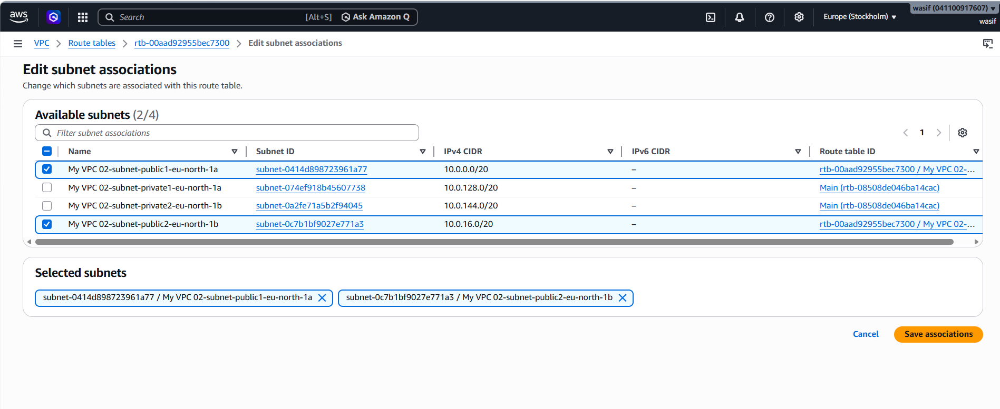 aws
Search [Alt+S] Ask Amazon Q
Europe (Stockholm) ▼
wasif (041100917607) ▼
wasif
VPC > Route tables > rtb-00aad92955bec7300 > Edit subnet associations
Edit subnet associations
Change which subnets are associated with this route table.
Available subnets (2/4)
Filter subnet associations
1
Name Subnet ID IPv4 CIDR IPv6 CIDR Route table ID
My VPC 02-subnet-public1-eu-north-1a subnet-0414d898723961a77 10.0.0.0/20 – rtb-00aad92955bec7300 / My VPC 02-...
My VPC 02-subnet-private1-eu-north-1a subnet-074ef918b45607738 10.0.128.0/20 – Main (rtb-08508de046ba14cac)
My VPC 02-subnet-private2-eu-north-1b subnet-0a2fe71a5b2f94045 10.0.144.0/20 – Main (rtb-08508de046ba14cac)
My VPC 02-subnet-public2-eu-north-1b subnet-0c7b1bf9027e771a3 10.0.16.0/20 – rtb-00aad92955bec7300 / My VPC 02-...
Selected subnets
subnet-0414d898723961a77 / My VPC 02-subnet-public1-eu-north-1a subnet-0c7b1bf9027e771a3 / My VPC 02-subnet-public2-eu-north-1b
Cancel Save associations